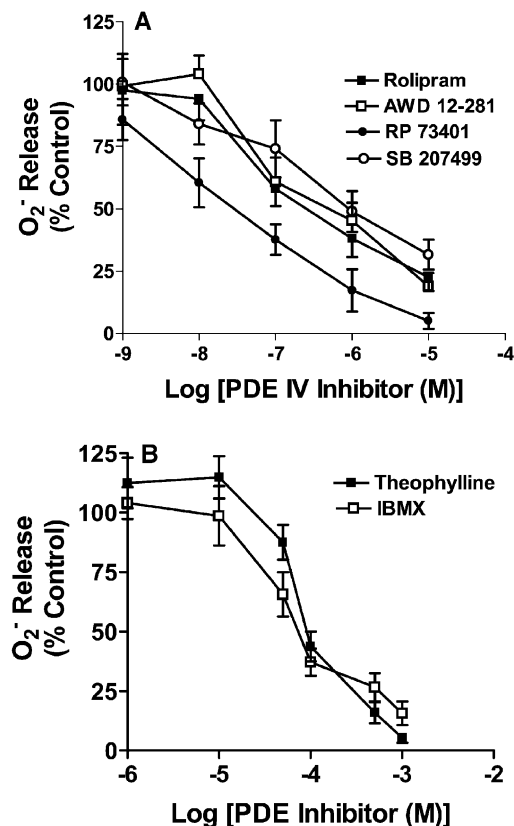 A
125
100
75
50
25
0
O2- Release
(% Control)
Rolipram
AWD 12-281
RP 73401
SB 207499
-9 -8 -7 -6 -5 -4
Log [PDE IV Inhibitor (M)]
B
125
100
75
50
25
0
O2- Release
(% Control)
Theophylline
IBMX
-6 -5 -4 -3 -2
Log [PDE Inhibitor (M)]